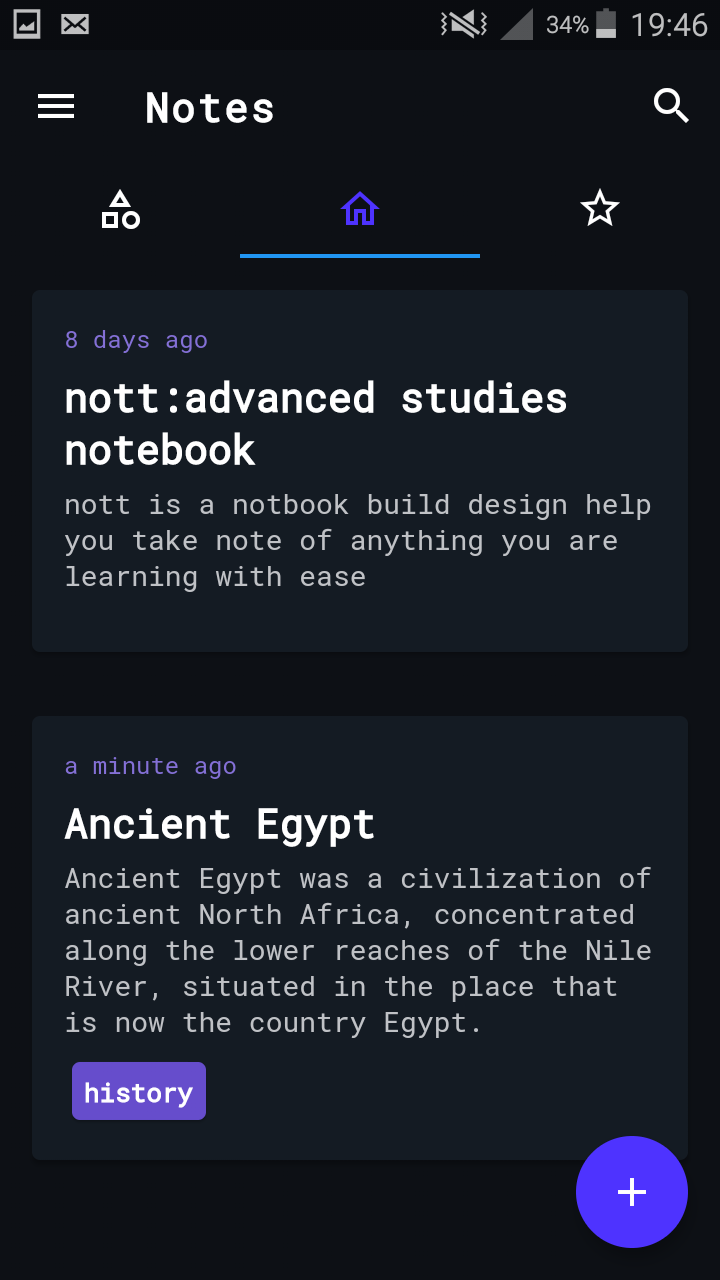 34% 19:46
Notes
8 days ago
nott:advanced studies
notebook
nott is a notbook build design help
you take note of anything you are
learning with ease
a minute ago
Ancient Egypt
Ancient Egypt was a civilization of
ancient North Africa, concentrated
along the lower reaches of the Nile
River, situated in the place that
is now the country Egypt.
history